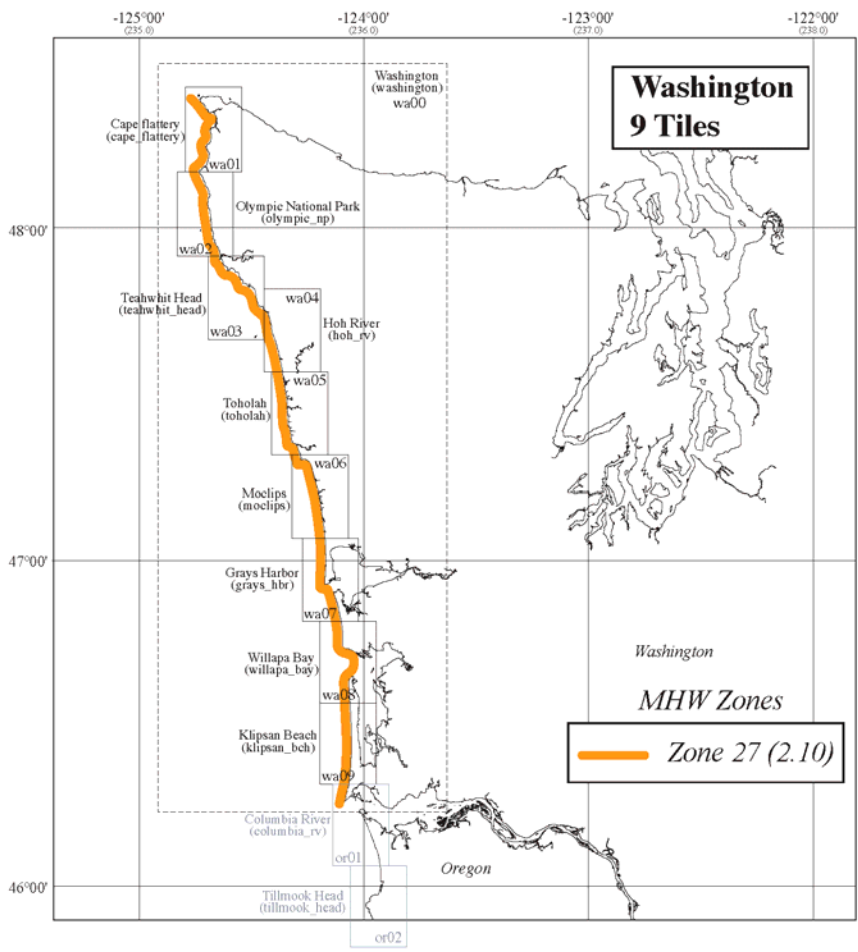 -125°00'
(235.0)
-124°00'
(236.0)
-123°00'
(237.0)
-122°00'
(238.0)
Washington
(washington)
wa00
Washington
9 Tiles
Cape flattery
(cape_flattery)
wa01
Olympic National Park
(olympic_np)
48°00'
wa02
Teahwhit Head
(teahwhit_head)
wa03
wa04
Hoh River
(hoh_rv)
wa05
Toholah
(toholah)
wa06
Moclips
(moclips)
47°00'
Grays Harbor
(grays_hbr)
wa07
Willapa Bay
(willapa_bay)
wa08
Washington
MHW Zones
Zone 27 (2.10)
Klipsan Beach
(klipsan_bch)
wa09
Columbia River
(columbia_rv)
or01
Oregon
46°00'
Tillmook Head
(tillmook_head)
or02